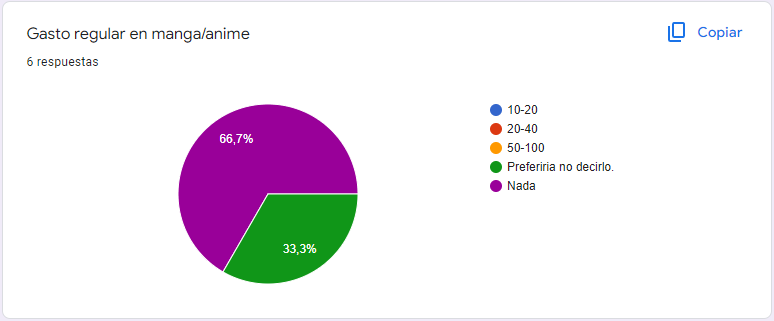 Gasto regular en manga/anime
Copiar
6 respuestas
66,7%
33,3%
10-20
20-40
50-100
Preferiria no decirlo.
Nada